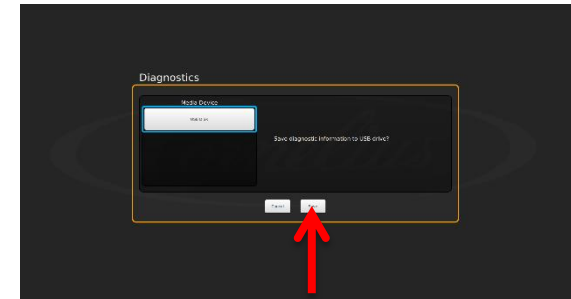 Diagnostics
Media Device
Save diagnostic information to USB drive?